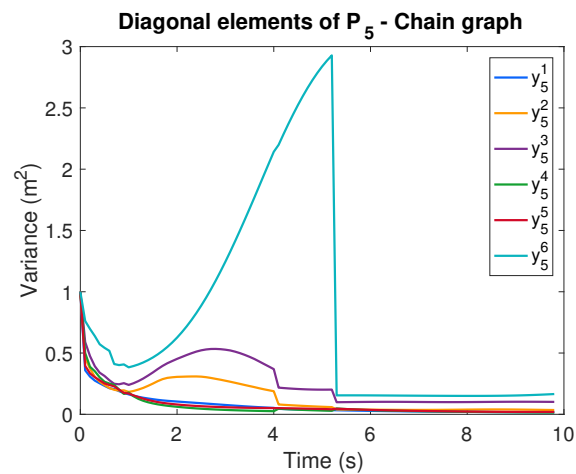 Diagonal elements of P₅ - Chain graph
Variance (m²)
3
2.5
2
1.5
1
0.5
0
0 2 4 6 8 10
Time (s)
y₅¹
y₅²
y₅³
y₅⁴
y₅⁵
y₅⁶